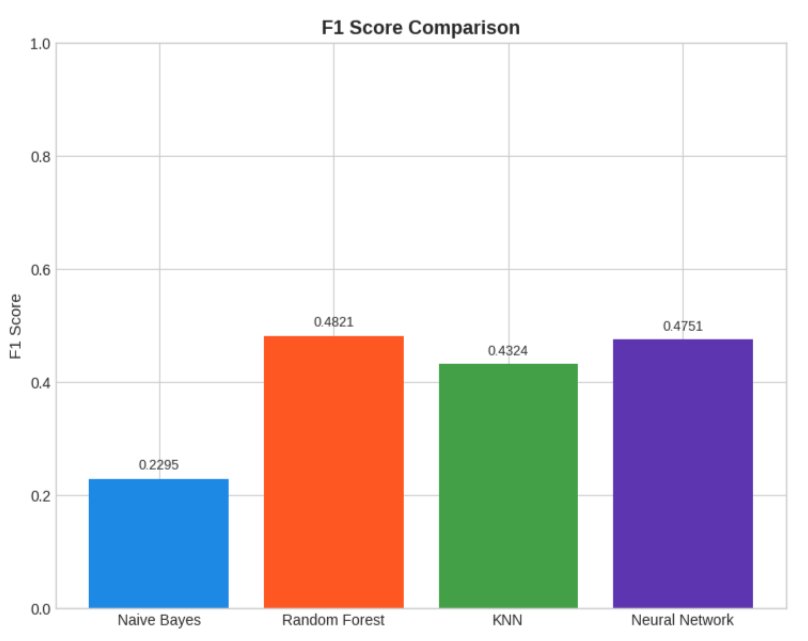 F1 Score Comparison
1.0
0.8
0.6
0.4
0.2
0.0
F1 Score
0.2295
0.4821
0.4324
0.4751
Naive Bayes
Random Forest
KNN
Neural Network